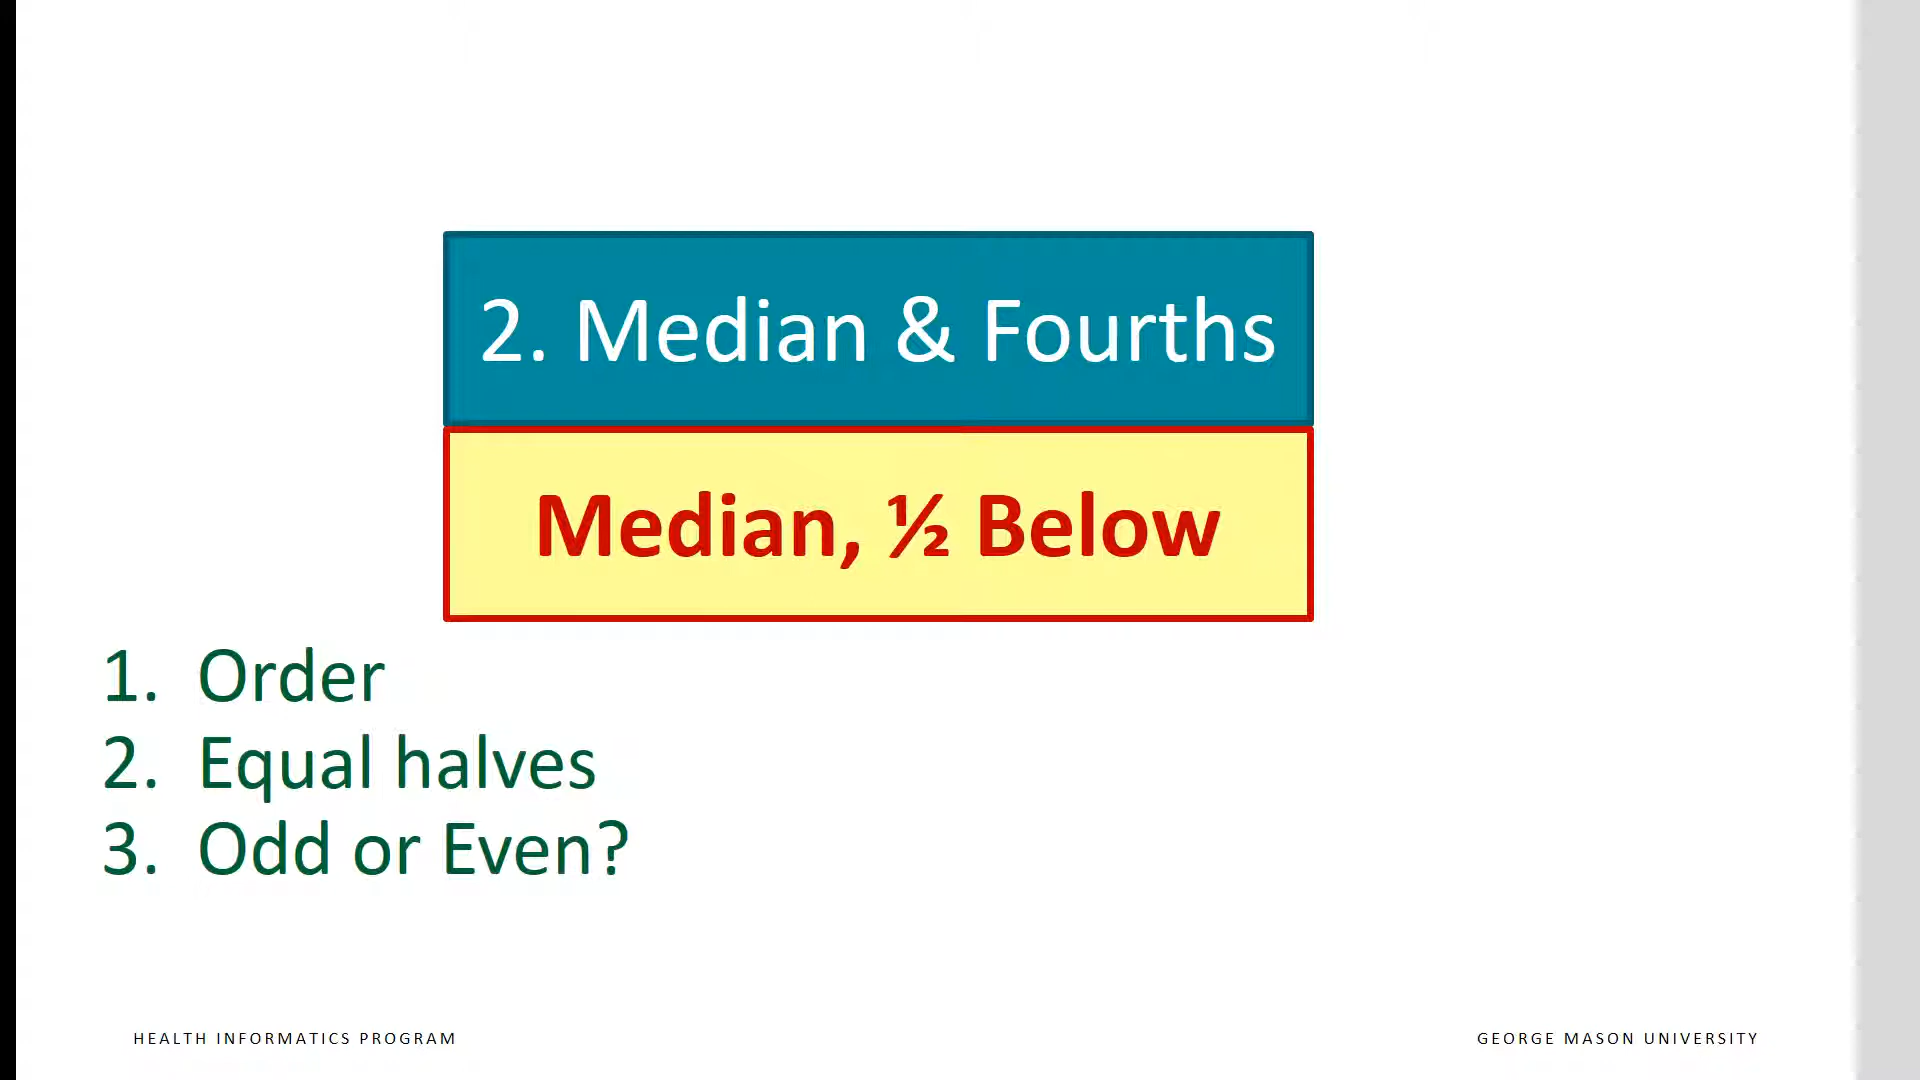 2. Median & Fourths
Median, ½ Below
1. Order
2. Equal halves
3. Odd or Even?
HEALTH INFORMATICS PROGRAM
GEORGE MASON UNIVERSITY